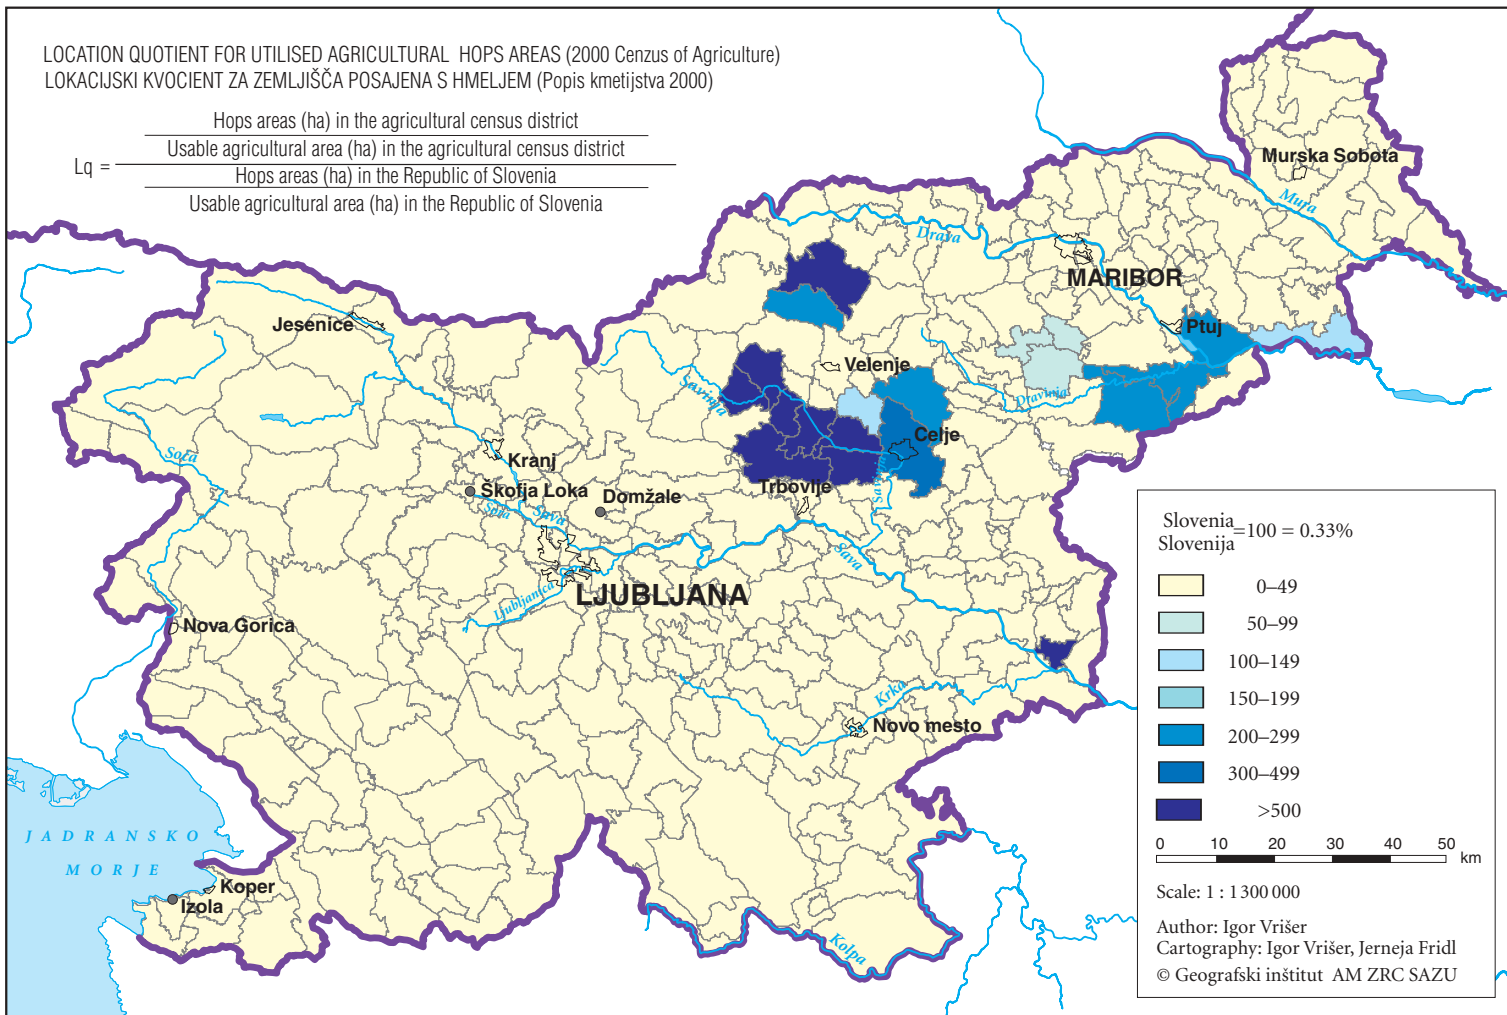 LOCATION QUOTIENT FOR UTILISED AGRICULTURAL HOPS AREAS (2000 Cenzus of Agriculture)
LOKACIJSKI KVOCIENT ZA ZEMLJIŠČA POSAJENA S HMELJEM (Popis kmetijstva 2000)
Hops areas (ha) in the agricultural census district
Usable agricultural area (ha) in the agricultural census district
Lq =
Hops areas (ha) in the Republic of Slovenia
Usable agricultural area (ha) in the Republic of Slovenia
Murska Sobota
Mura
Drava
MARIBOR
Jesenice
Ptuj
Velenje
Savinja
Dravinja
Celje
Soča
Kranj
Škofja Loka
Domžale
Trbovlje
Savinja
Sora
Sava
Sava
LJUBLJANA
Ljubljanica
Nova Gorica
Krka
Novo mesto
JADRANSKO
MORJE
Koper
Izola
Kolpa
Slovenia
Slovenija
=100 = 0.33%
0–49
50–99
100–149
150–199
200–299
300–499
>500
0 10 20 30 40 50 km
Scale: 1 : 1 300 000
Author: Igor Vrišer
Cartography: Igor Vrišer, Jerneja Fridl
© Geografski inštitut AM ZRC SAZU